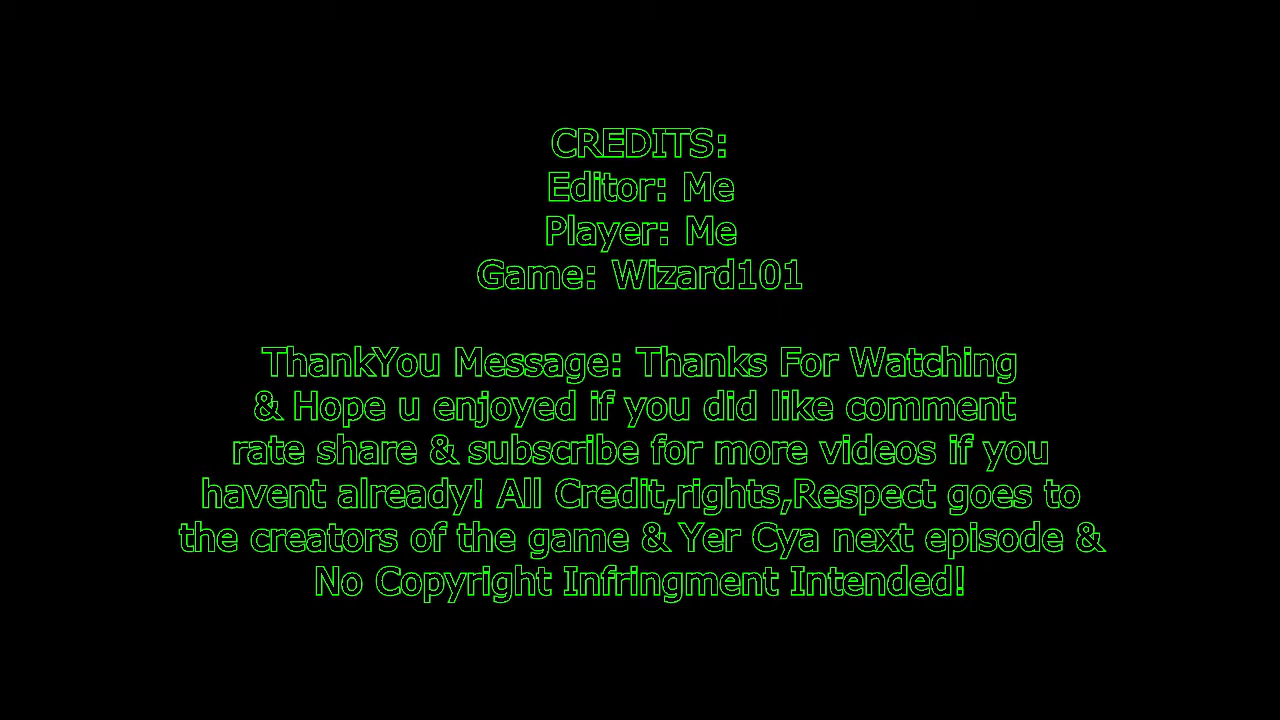 CREDITS:
Editor: Me
Player: Me
Game: Wizard101
ThankYou Message: Thanks For Watching
& Hope u enjoyed if you did like comment
rate share & subscribe for more videos if you
havent already! All Credit,rights,Respect goes to
the creators of the game & Yer Cya next episode &
No Copyright Infringment Intended!